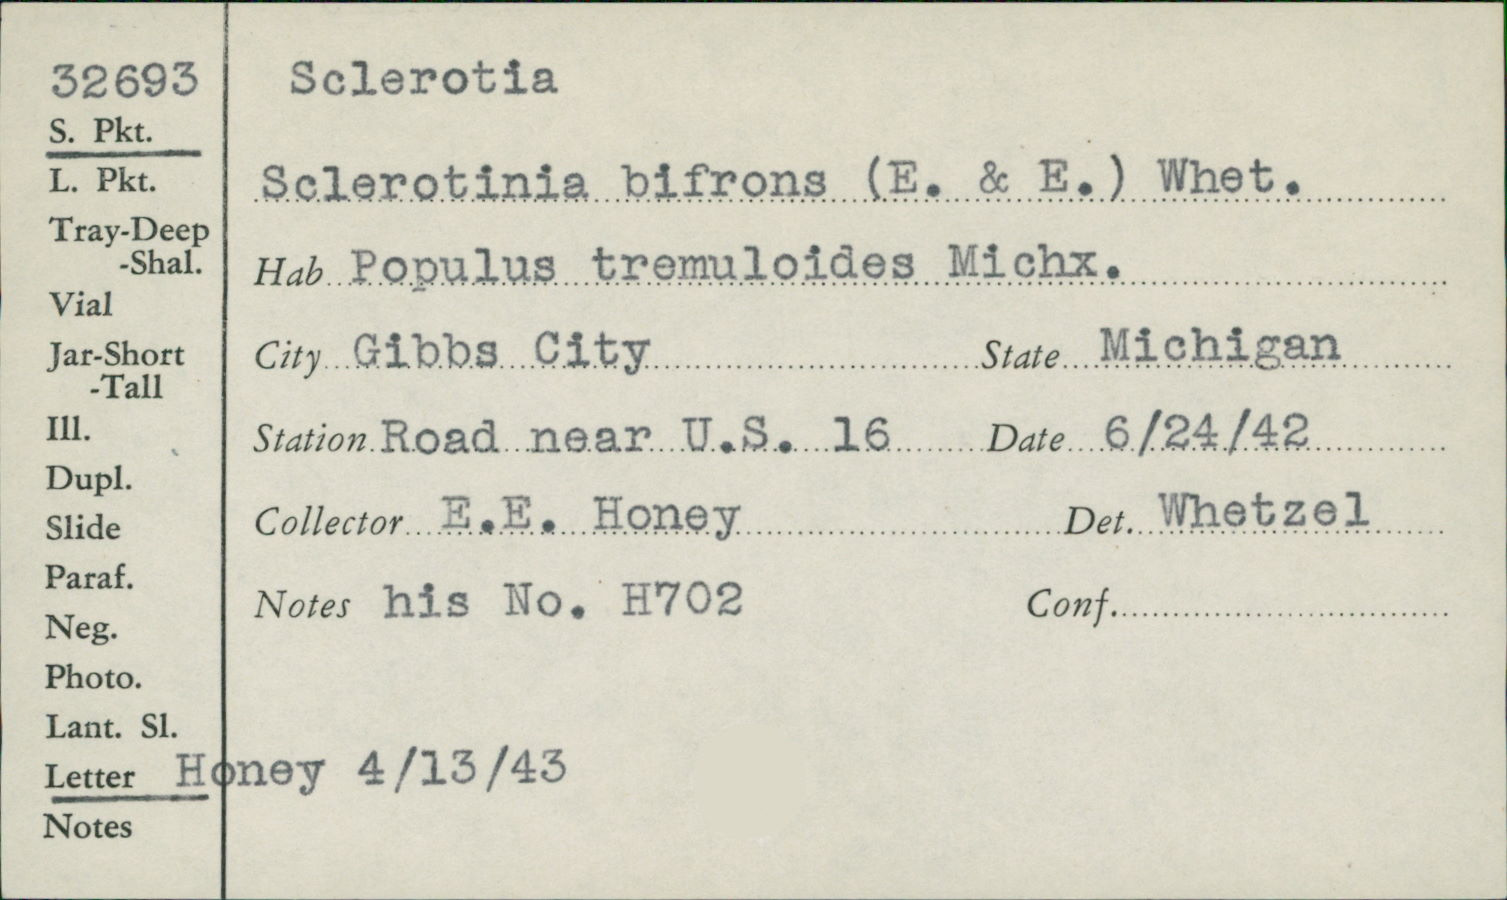 32693
S. Pkt.
L. Pkt.
Tray-Deep
-Shal.
Vial
Jar-Short
-Tall
Ill.
Dupl.
Slide
Paraf.
Neg.
Photo.
Lant. Sl.
Letter Honey 4/13/43
Notes
Sclerotia
Sclerotinia bifrons (E. & E.) Whet.
Hab Populus tremuloides Michx.
City Gibbs City State Michigan
Station Road near U.S. 16 Date 6/24/42
Collector E.E. Honey Det. Whetzel
Notes his No. H702 Conf.